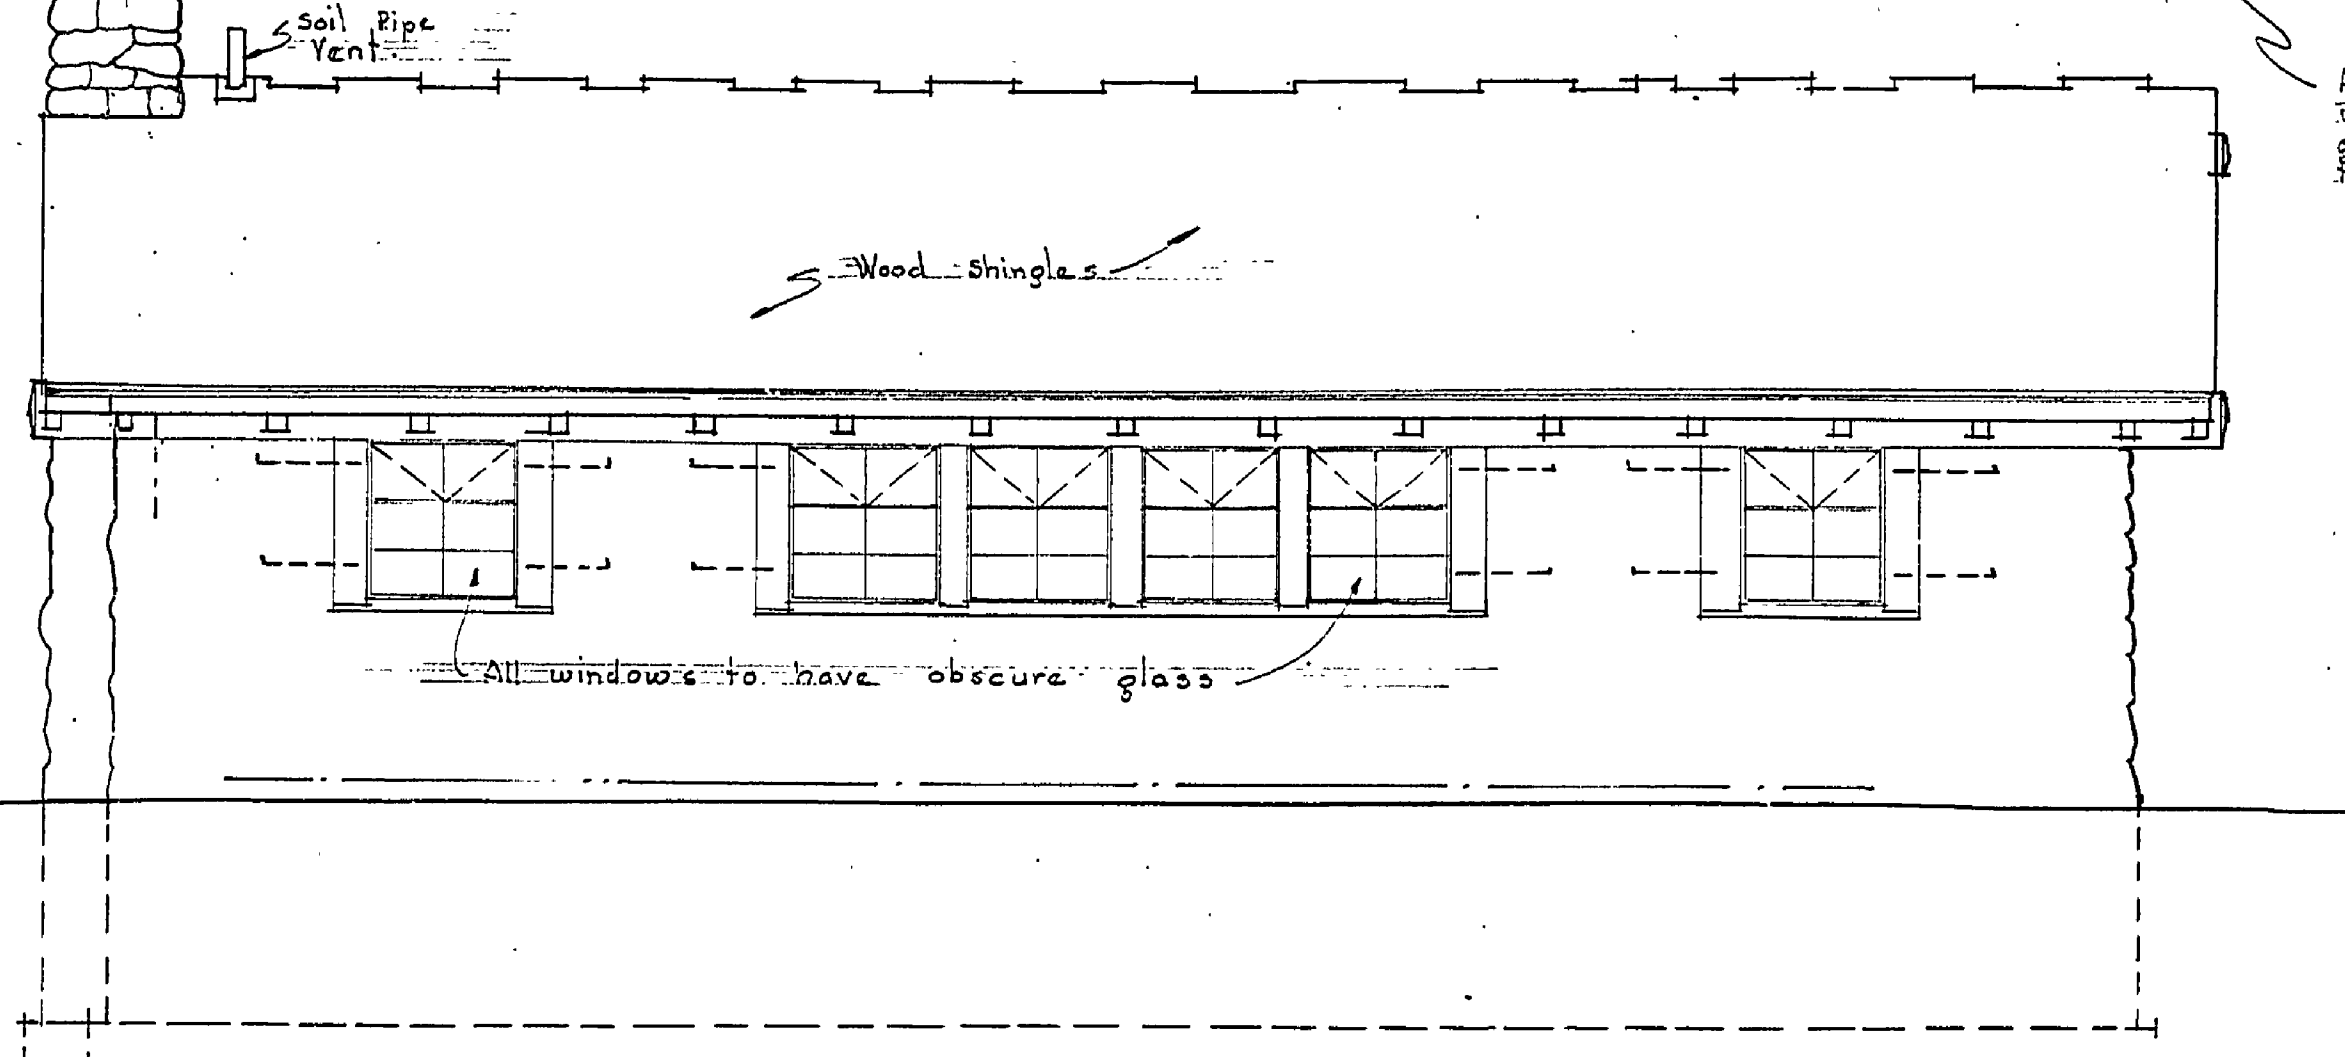 Soil Pipe
Vent.
Wood Shingles
All windows to have obscure glass